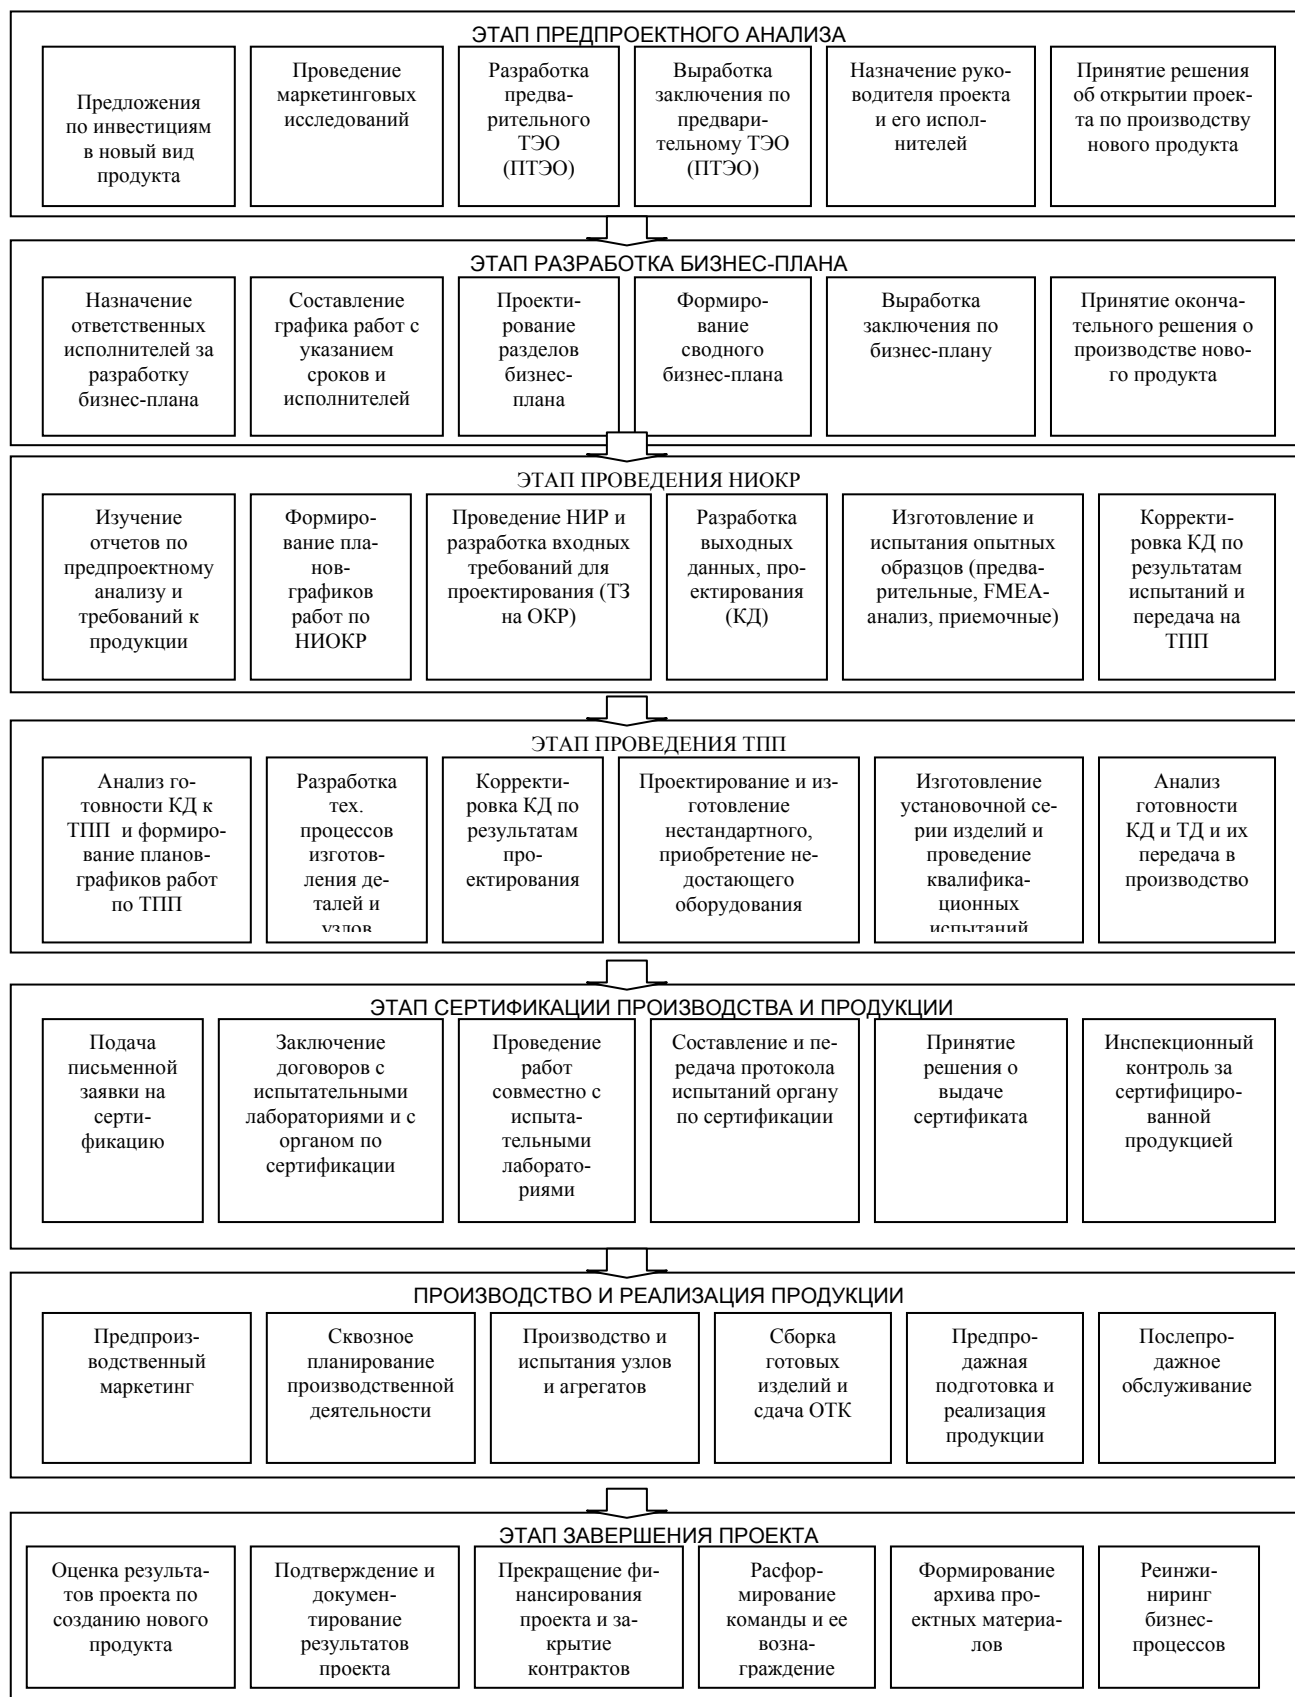 ЭТАП ПРЕДПРОЕКТНОГО АНАЛИЗА
Предложения
по инвестициям
в новый вид
продукта
Проведение
маркетинговых
исследований
Разработка
предва-
рительного
ТЭО
(ПТЭО)
Выработка
заключения по
предвари-
тельному ТЭО
(ПТЭО)
Назначение руко-
водителя проекта
и его испол-
нителей
Принятие решения
об открытии проек-
та по производству
нового продукта
ЭТАП РАЗРАБОТКА БИЗНЕС-ПЛАНА
Назначение
ответственных
исполнителей за
разработку
бизнес-плана
Составление
графика работ с
указанием
сроков и
исполнителей
Проекти-
рование
разделов
бизнес-
плана
Формиро-
вание
сводного
бизнес-плана
Выработка
заключения по
бизнес-плану
Принятие оконча-
тельного решения о
производстве ново-
го продукта
ЭТАП ПРОВЕДЕНИЯ НИОКР
Изучение
отчетов по
предпроектному
анализу и
требований к
продукции
Формиро-
вание пла-
нов-
графиков
работ по
НИОКР
Проведение НИР и
разработка входных
требований для
проектирования (ТЗ
на ОКР)
Разработка
выходных
данных, про-
ектирования
(КД)
Изготовление и
испытания опытных
образцов (предва-
рительные, FMEA-
анализ, приемочные)
Корректи-
ровка КД по
результатам
испытаний и
передача на
ТПП
ЭТАП ПРОВЕДЕНИЯ ТПП
Анализ го-
товности КД к
ТПП и формиро-
вание планов-
графиков работ
по ТПП
Разработка
тех.
процессов
изготов-
ления де-
талей и
узлов
Корректи-
ровка КД по
результатам
про-
ектирования
Проектирование и из-
готовление
нестандартного,
приобретение не-
достающего
оборудования
Изготовление
установочной се-
рии изделий и
проведение
квалифика-
ционных
испытаний
Анализ
готовности
КД и ТД и их
передача в
производство
ЭТАП СЕРТИФИКАЦИИ ПРОИЗВОДСТВА И ПРОДУКЦИИ
Подача
письменной
заявки на
серти-
фикацию
Заключение
договоров с
испытательными
лабораториями и с
органом по
сертификации
Проведение
работ
совместно с
испыта-
тельными
лаборато-
риями
Составление и пе-
редача протокола
испытаний органу
по сертификации
Принятие
решения о
выдаче
сертификата
Инспекционный
контроль за
сертифициро-
ванной
продукцией
ПРОИЗВОДСТВО И РЕАЛИЗАЦИЯ ПРОДУКЦИИ
Предпроиз-
водственный
маркетинг
Сквозное
планирование
производственной
деятельности
Производство и
испытания узлов
и агрегатов
Сборка
готовых
изделий и
сдача ОТК
Предпро-
дажная
подготовка и
реализация
продукции
Послепро-
дажное
обслуживание
ЭТАП ЗАВЕРШЕНИЯ ПРОЕКТА
Оценка результа-
тов проекта по
созданию нового
продукта
Подтверждение и
докумен-
тирование
результатов
проекта
Прекращение фи-
нансирования
проекта и за-
крытие
контрактов
Расфор-
мирование
команды и ее
возна-
граждение
Формирование
архива про-
ектных материа-
лов
Реинжи-
ниринг
бизнес-
процессов